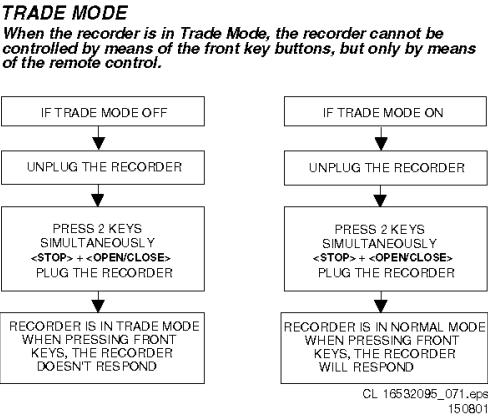 TRADE MODE
When the recorder is in Trade Mode, the recorder cannot be
controlled by means of the front key buttons, but only by means
of the remote control.
IF TRADE MODE OFF
UNPLUG THE RECORDER
PRESS 2 KEYS
SIMULTANEOUSLY
<STOP> + <OPEN/CLOSE>
PLUG THE RECORDER
RECORDER IS IN TRADE MODE
WHEN PRESSING FRONT
KEYS, THE RECORDER
DOESN'T RESPOND
IF TRADE MODE ON
UNPLUG THE RECORDER
PRESS 2 KEYS
SIMULTANEOUSLY
<STOP> + <OPEN/CLOSE>
PLUG THE RECORDER
RECORDER IS IN NORMAL MODE
WHEN PRESSING FRONT
KEYS, THE RECORDER
WILL RESPOND
CL 16532095_071.eps
150801